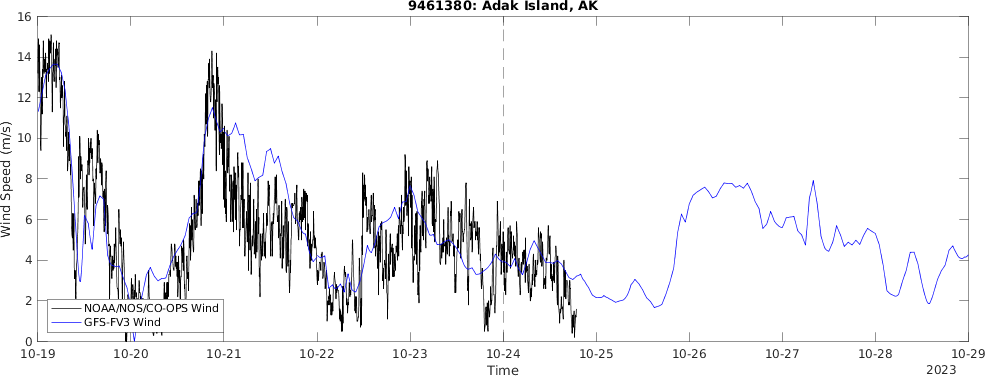 9461380: Adak Island, AK
Wind Speed (m/s)
16
14
12
10
8
6
4
2
0
NOAA/NOS/CO-OPS Wind
GFS-FV3 Wind
10-19 10-20 10-21 10-22 10-23 10-24 10-25 10-26 10-27 10-28 10-29
Time
2023